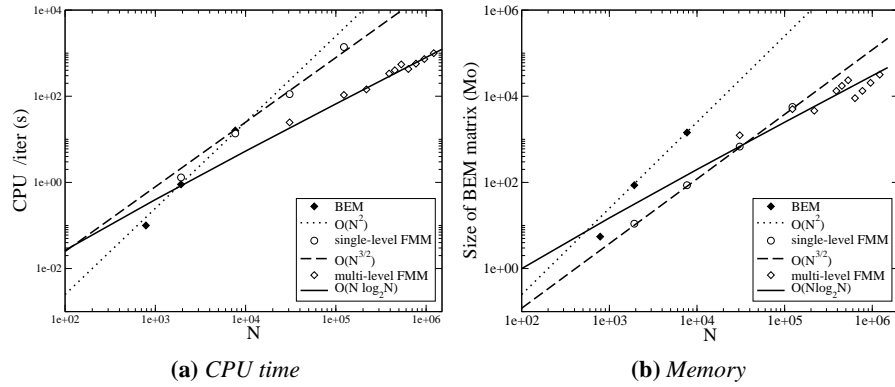 1e+04
1e+02
1e+00
1e-02
CPU /iter (s)
1e+02 1e+03 1e+04 1e+05 1e+06
N
BEM
O(N^2)
single-level FMM
O(N^3/2)
multi-level FMM
O(N log2N)
(a) CPU time
1e+06
1e+04
1e+02
1e+00
Size of BEM matrix (Mo)
1e+02 1e+03 1e+04 1e+05 1e+06
N
BEM
O(N^2)
single-level FMM
O(N^3/2)
multi-level FMM
O(Nlog2N)
(b) Memory